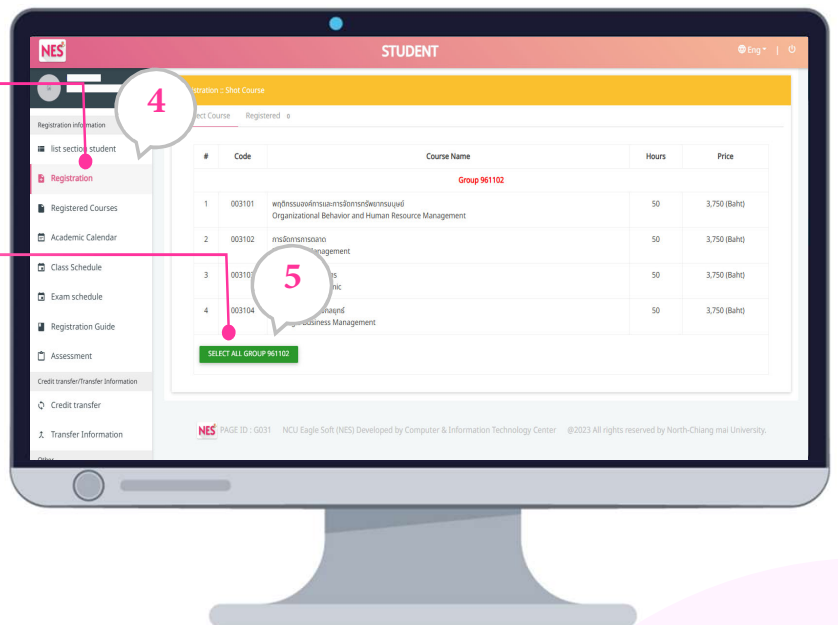 NES
STUDENT
Eng
4
Registration :: Shot Course
Registration information
Select Course Registered 0
list section student
Registration
Registered Courses
Academic Calendar
Class Schedule
Exam schedule
Registration Guide
Assessment
Credit transfer/Transfer Information
Credit transfer
Transfer Information
Other
# Code Course Name Hours Price
Group 961102
1 003101 พฤติกรรมองค์การและการจัดการทรัพยากรมนุษย์ 50 3,750 (Baht)
Organizational Behavior and Human Resource Management
2 003102 การจัดการการตลาด 50 3,750 (Baht)
Management
3 003103 50 3,750 (Baht)
5
4 003104 50 3,750 (Baht)
Business Management
SELECT ALL GROUP 961102
NES PAGE ID : G031 NCU Eagle Soft (NES) Developed by Computer & Information Technology Center @2023 All rights reserved by North-Chiang mai University.